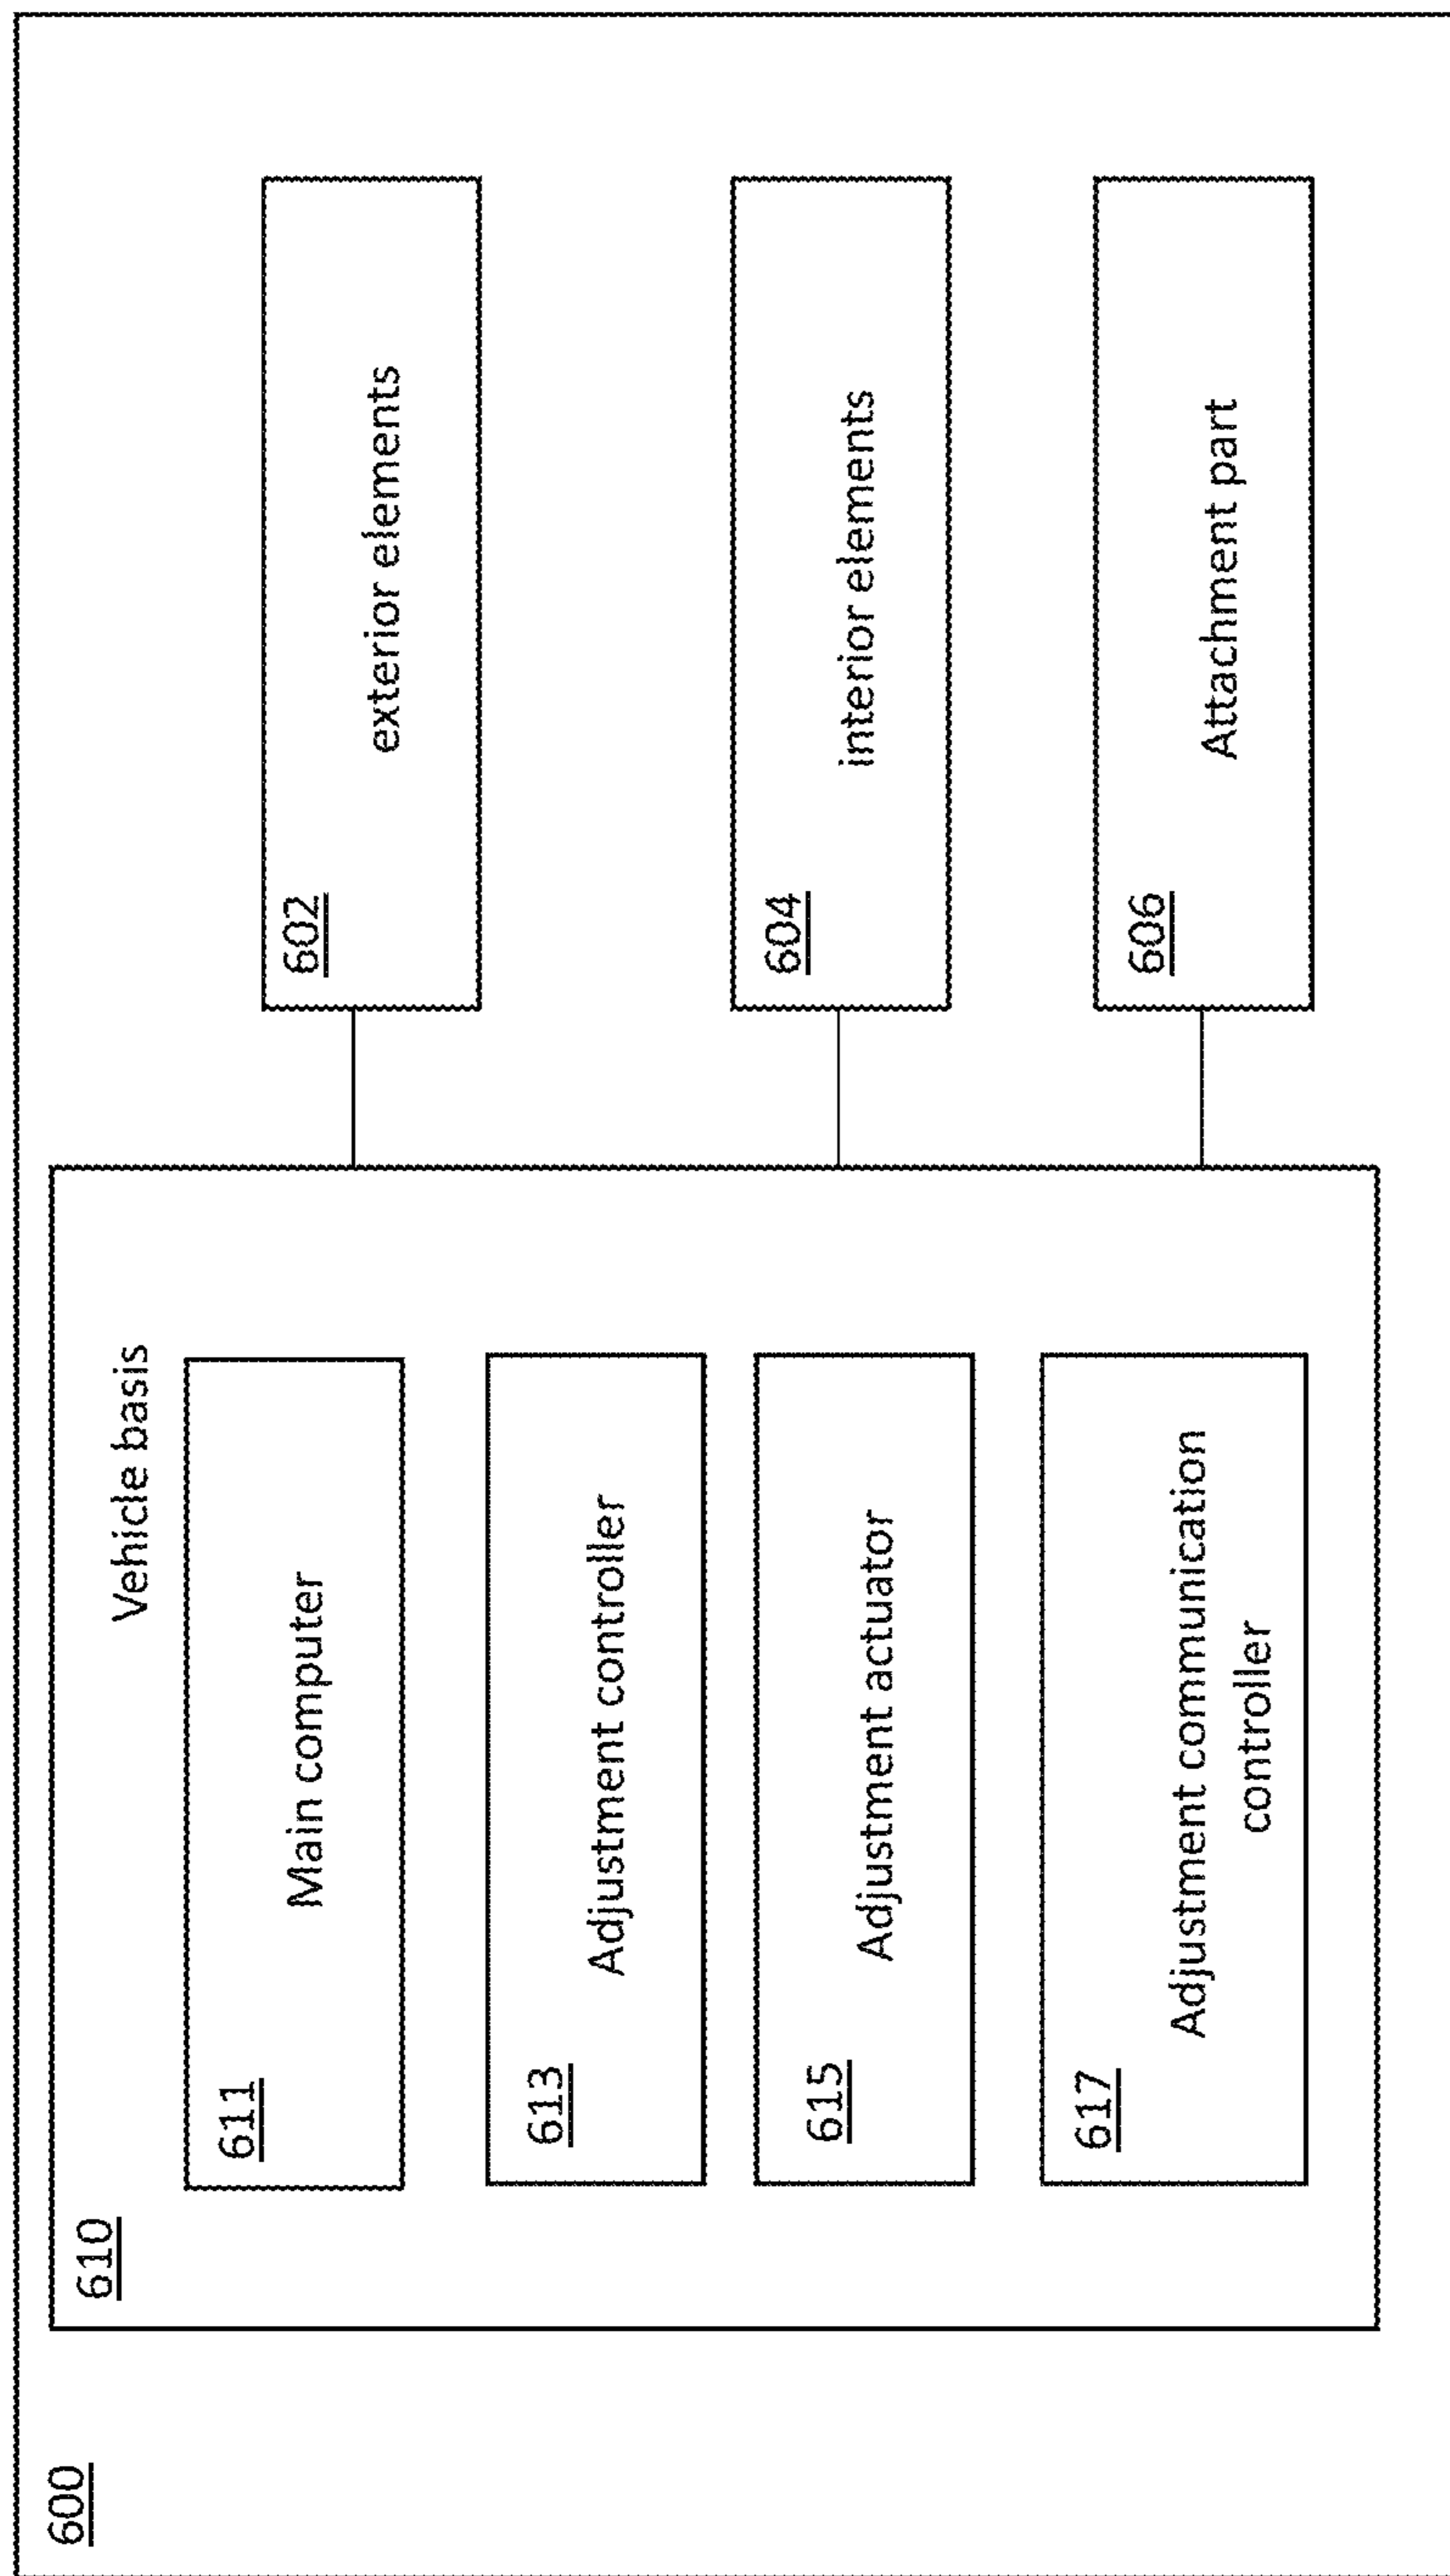 600
610
Vehicle basis
611
Main computer
613
Adjustment controller
615
Adjustment actuator
617
Adjustment communication
controller
602
exterior elements
604
interior elements
606
Attachment part